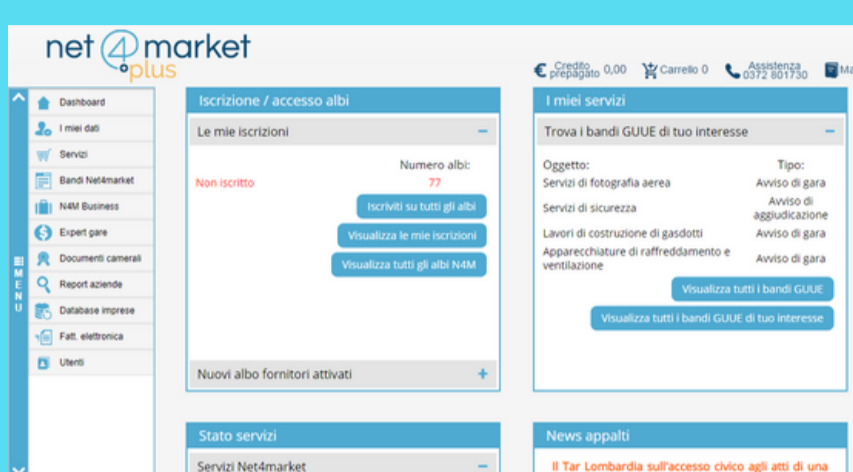 net 4 market
plus
€ Credito prepagato 0,00
Carrello 0
Assistenza 0372 801730
MENU
Dashboard
I miei dati
Servizi
Bandi Net4market
N4M Business
Expert gare
Documenti camerali
Report aziende
Database imprese
Fatt. elettronica
Utenti
Iscrizione / accesso albi
Le mie iscrizioni −
Numero albi:
Non iscritto 77
Iscriviti su tutti gli albi
Visualizza le mie iscrizioni
Visualizza tutti gli albi N4M
Nuovi albo fornitori attivati +
I miei servizi
Trova i bandi GUUE di tuo interesse −
Oggetto: Tipo:
Servizi di fotografia aerea Avviso di gara
Servizi di sicurezza Avviso di aggiudicazione
Lavori di costruzione di gasdotti Avviso di gara
Apparecchiature di raffreddamento e ventilazione Avviso di gara
Visualizza tutti i bandi GUUE
Visualizza tutti i bandi GUUE di tuo interesse
Stato servizi
Servizi Net4market −
News appalti
Il Tar Lombardia sull'accesso civico agli atti di una